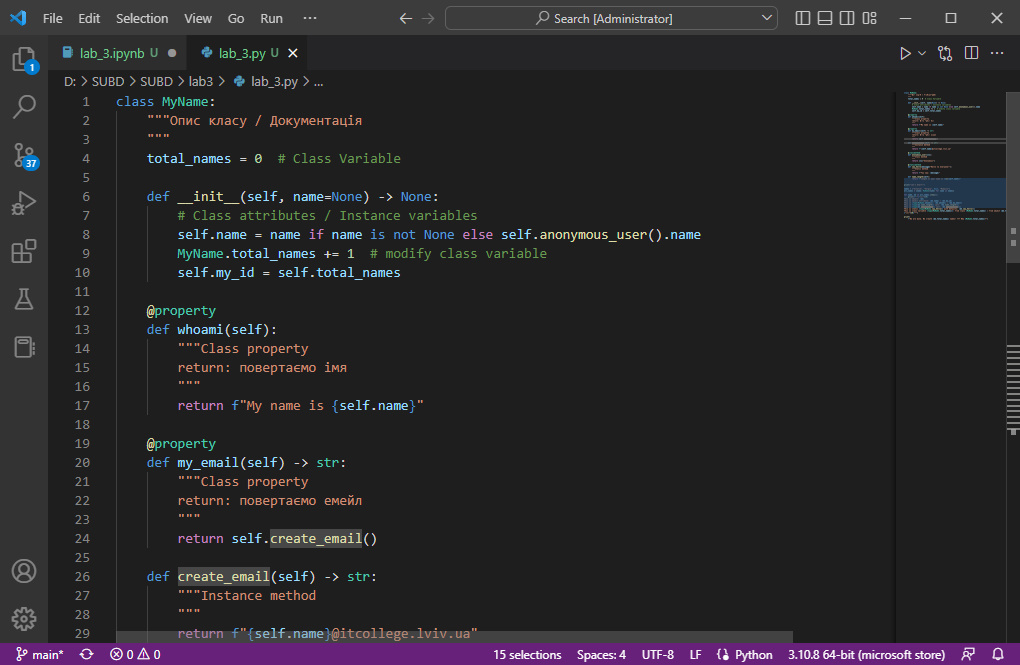 File Edit Selection View Go Run ··· Search [Administrator]
lab_3.ipynb U ● lab_3.py U ×
1
D: > SUBD > SUBD > lab3 > lab_3.py > ...
37
1 class MyName:
2 """Опис класу / Документація
3 """
4 total_names = 0 # Class Variable
5
6 def __init__(self, name=None) -> None:
7 # Class attributes / Instance variables
8 self.name = name if name is not None else self.anonymous_user().name
9 MyName.total_names += 1 # modify class variable
10 self.my_id = self.total_names
11
12 @property
13 def whoami(self):
14 """Class property
15 return: повертаємо імя
16 """
17 return f"My name is {self.name}"
18
19 @property
20 def my_email(self) -> str:
21 """Class property
22 return: повертаємо емейл
23 """
24 return self.create_email()
25
26 def create_email(self) -> str:
27 """Instance method
28 """
29 return f"{self.name}@itcollege.lviv.ua"
main* 0 0 15 selections Spaces: 4 UTF-8 LF Python 3.10.8 64-bit (microsoft store)